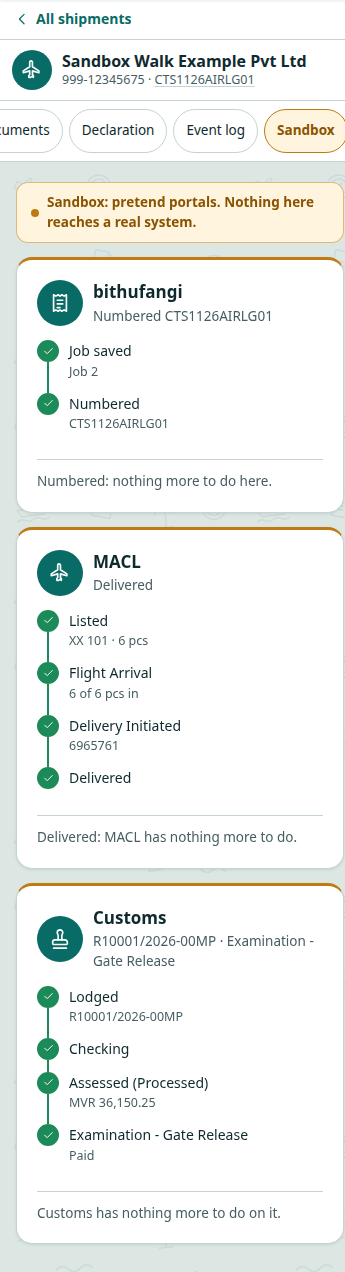 All shipments
Sandbox Walk Example Pvt Ltd
999-12345675 · CTS1126AIRLG01
Declaration
Event log
Sandbox
Sandbox: pretend portals. Nothing here
reaches a real system.
bithufangi
Numbered CTS1126AIRLG01
Job saved
Job 2
Numbered
CTS1126AIRLG01
Numbered: nothing more to do here.
MACL
Delivered
Listed
XX 101 · 6 pcs
Flight Arrival
6 of 6 pcs in
Delivery Initiated
6965761
Delivered
Delivered: MACL has nothing more to do.
Customs
R10001/2026-00MP · Examination -
Gate Release
Lodged
R10001/2026-00MP
Checking
Assessed (Processed)
MVR 36,150.25
Examination - Gate Release
Paid
Customs has nothing more to do on it.